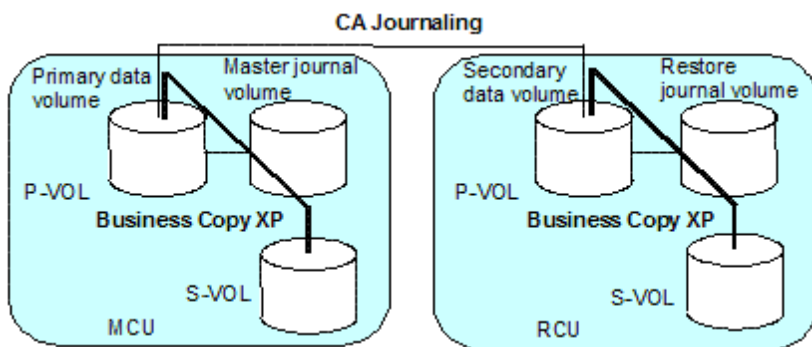 CA Journaling
Primary data
volume
Master journal
volume
P-VOL
Business Copy XP
S-VOL
MCU
Secondary
data volume
Restore
journal volume
P-VOL
Business Copy XP
S-VOL
RCU